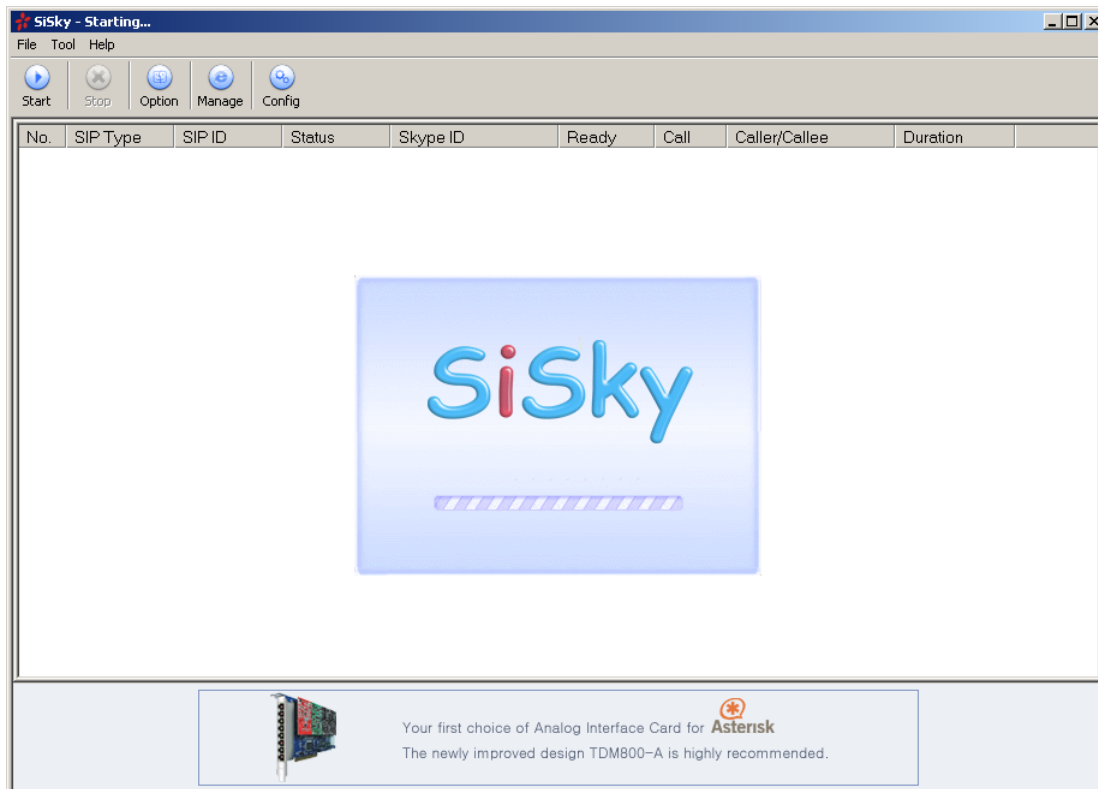 SiSky - Starting...
File Tool Help
Start Stop Option Manage Config
No. SIP Type SIP ID Status Skype ID Ready Call Caller/Callee Duration
SiSky
Your first choice of Analog Interface Card for Asterisk
The newly improved design TDM800-A is highly recommended.